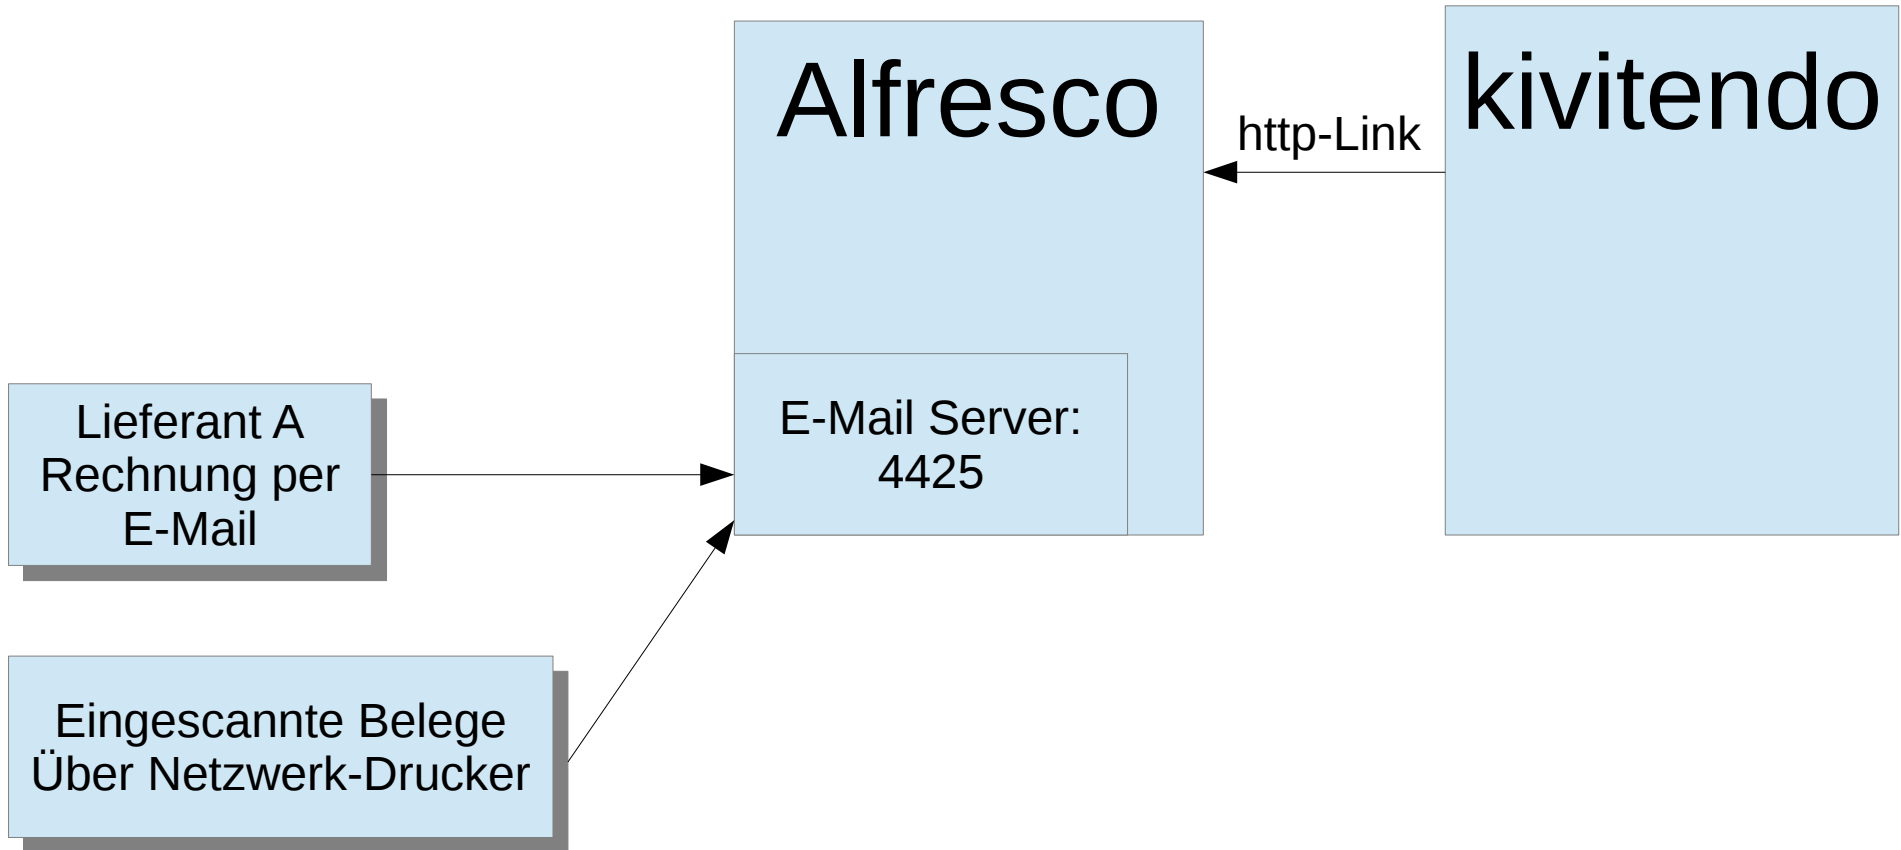 Alfresco
kivitendo
http-Link
E-Mail Server:
4425
Lieferant A
Rechnung per
E-Mail
Eingescannte Belege
Über Netzwerk-Drucker